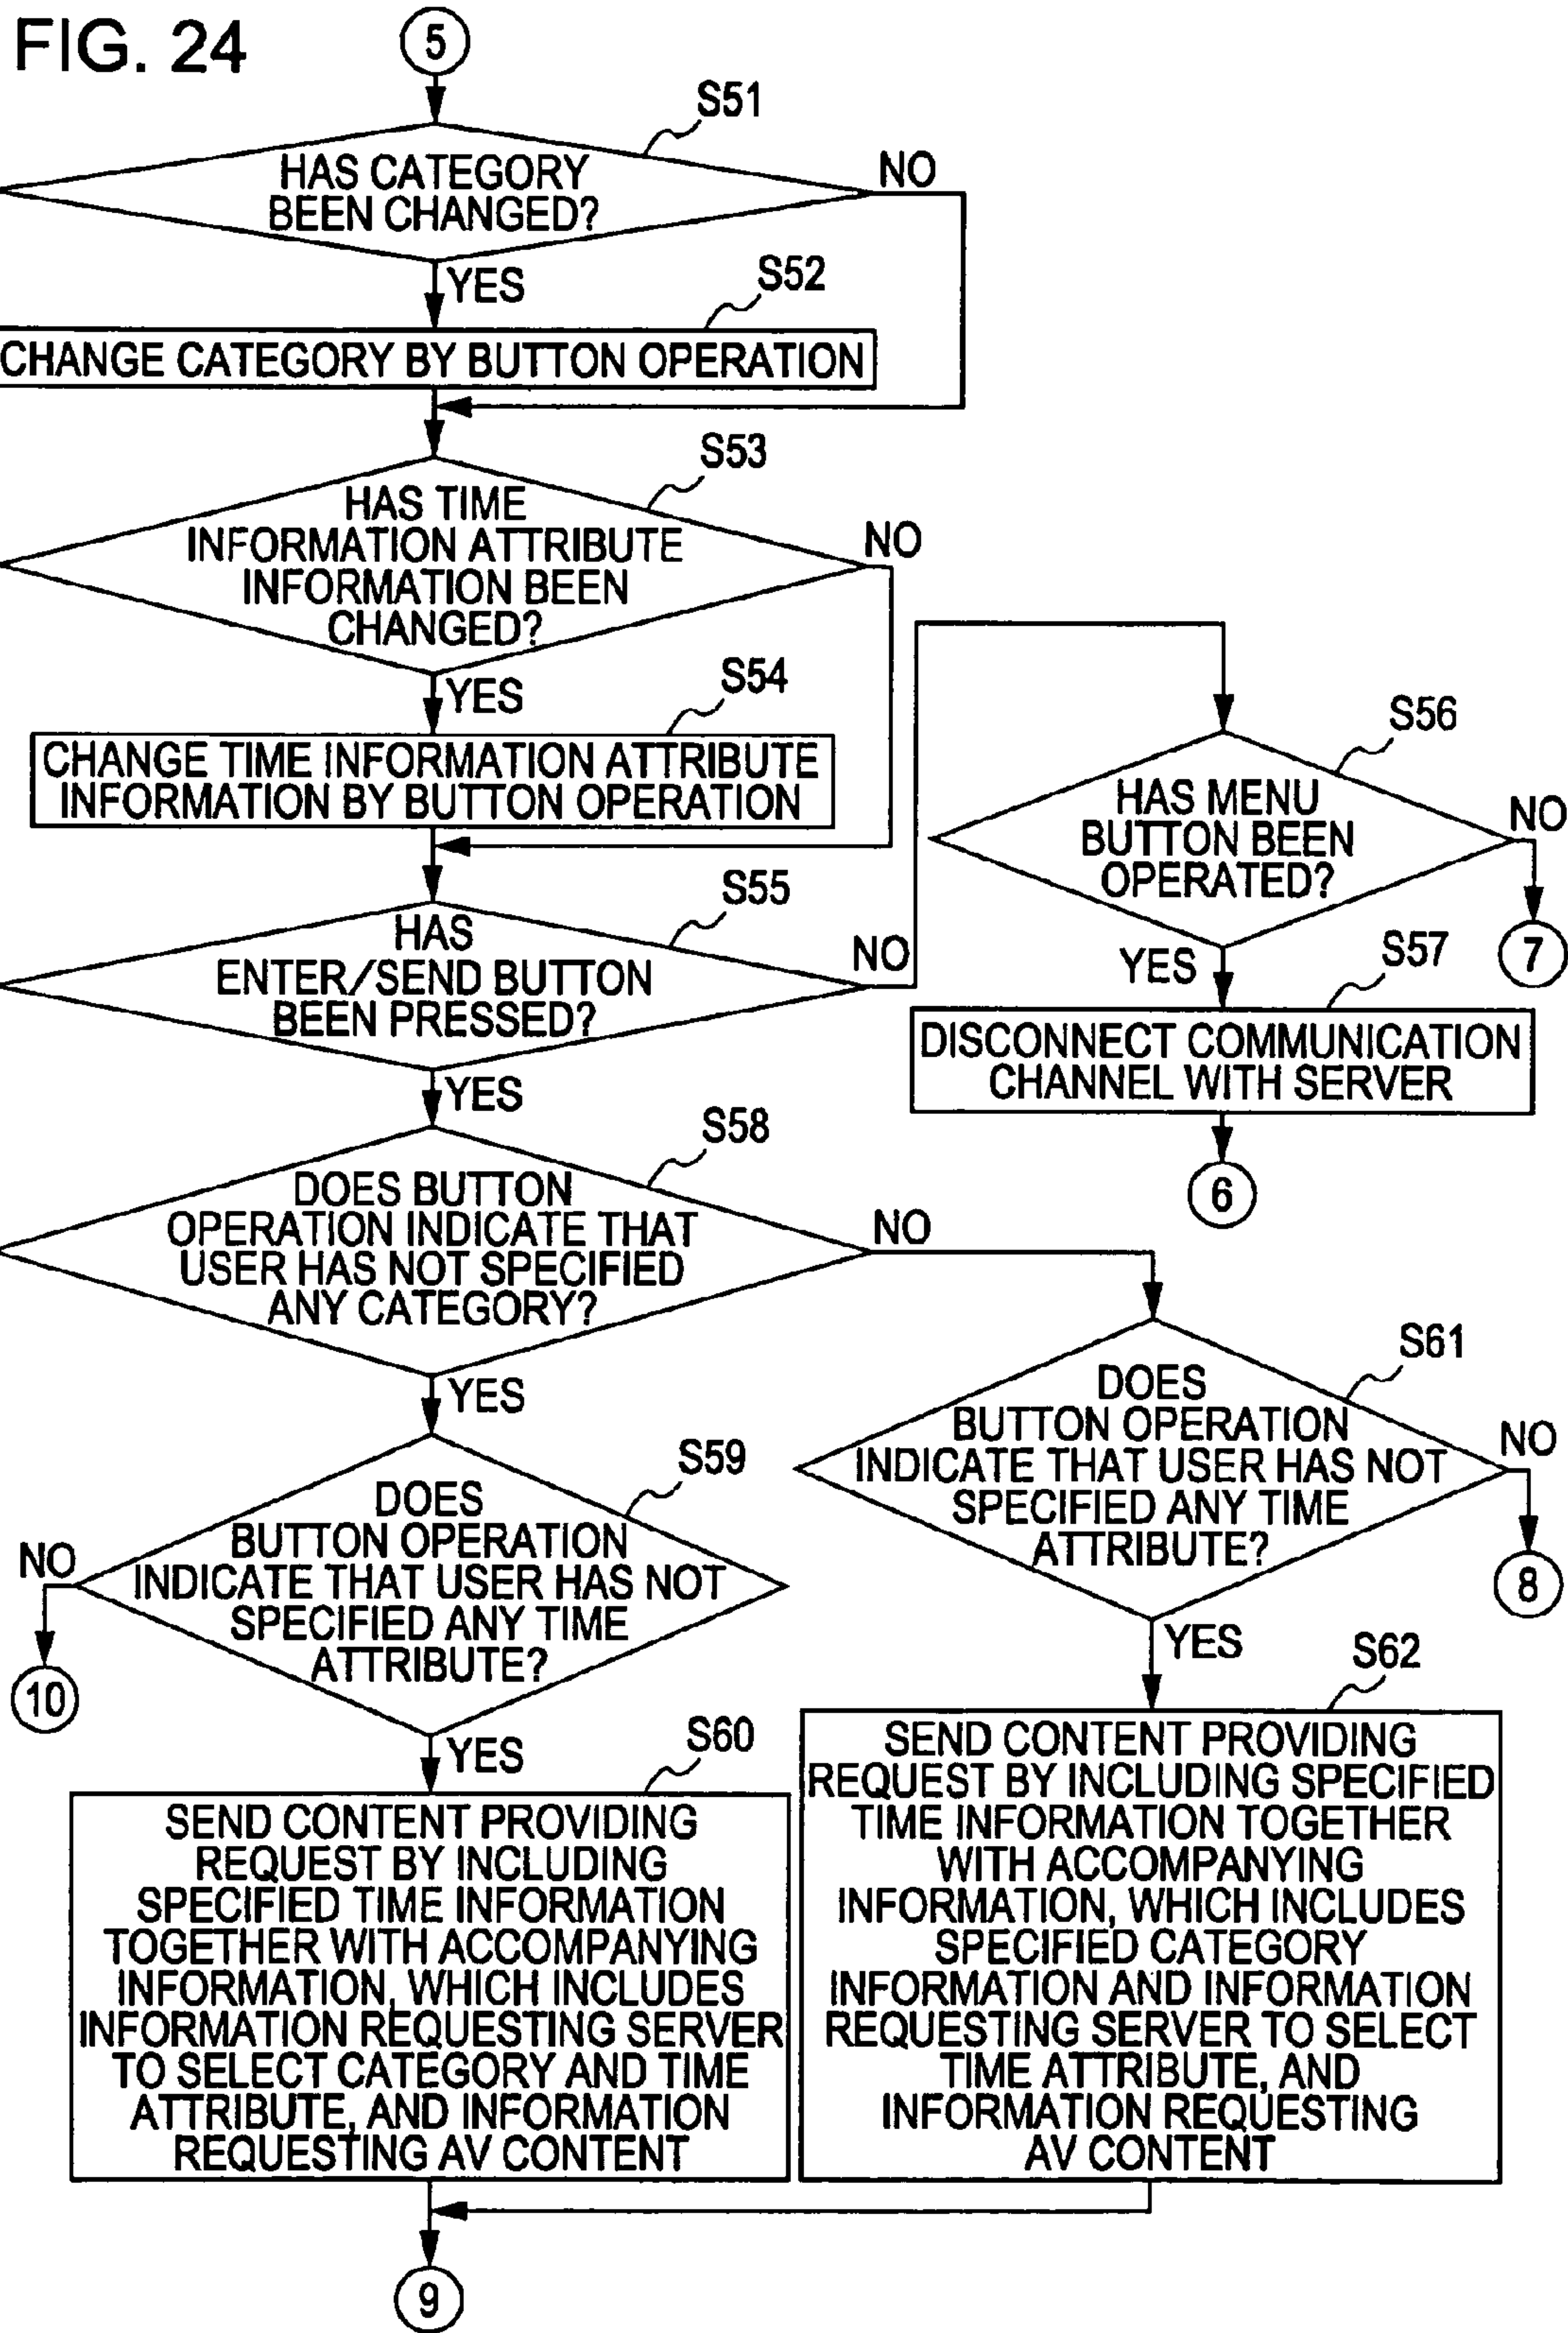 FIG. 24
5
S51
HAS CATEGORY
BEEN CHANGED?
NO
YES
S52
CHANGE CATEGORY BY BUTTON OPERATION
S53
HAS TIME
INFORMATION ATTRIBUTE
INFORMATION BEEN
CHANGED?
NO
YES
S54
CHANGE TIME INFORMATION ATTRIBUTE
INFORMATION BY BUTTON OPERATION
S55
HAS
ENTER/SEND BUTTON
BEEN PRESSED?
NO
YES
S56
HAS MENU
BUTTON BEEN
OPERATED?
NO
7
YES
S57
DISCONNECT COMMUNICATION
CHANNEL WITH SERVER
6
S58
DOES BUTTON
OPERATION INDICATE THAT
USER HAS NOT SPECIFIED
ANY CATEGORY?
NO
YES
S59
DOES
BUTTON OPERATION
INDICATE THAT USER HAS NOT
SPECIFIED ANY TIME
ATTRIBUTE?
NO
10
YES
S60
SEND CONTENT PROVIDING
REQUEST BY INCLUDING
SPECIFIED TIME INFORMATION
TOGETHER WITH ACCOMPANYING
INFORMATION, WHICH INCLUDES
INFORMATION REQUESTING SERVER
TO SELECT CATEGORY AND TIME
ATTRIBUTE, AND INFORMATION
REQUESTING AV CONTENT
S61
DOES
BUTTON OPERATION
INDICATE THAT USER HAS NOT
SPECIFIED ANY TIME
ATTRIBUTE?
NO
8
YES
S62
SEND CONTENT PROVIDING
REQUEST BY INCLUDING SPECIFIED
TIME INFORMATION TOGETHER
WITH ACCOMPANYING
INFORMATION, WHICH INCLUDES
SPECIFIED CATEGORY
INFORMATION AND INFORMATION
REQUESTING SERVER TO SELECT
TIME ATTRIBUTE, AND
INFORMATION REQUESTING
AV CONTENT
9